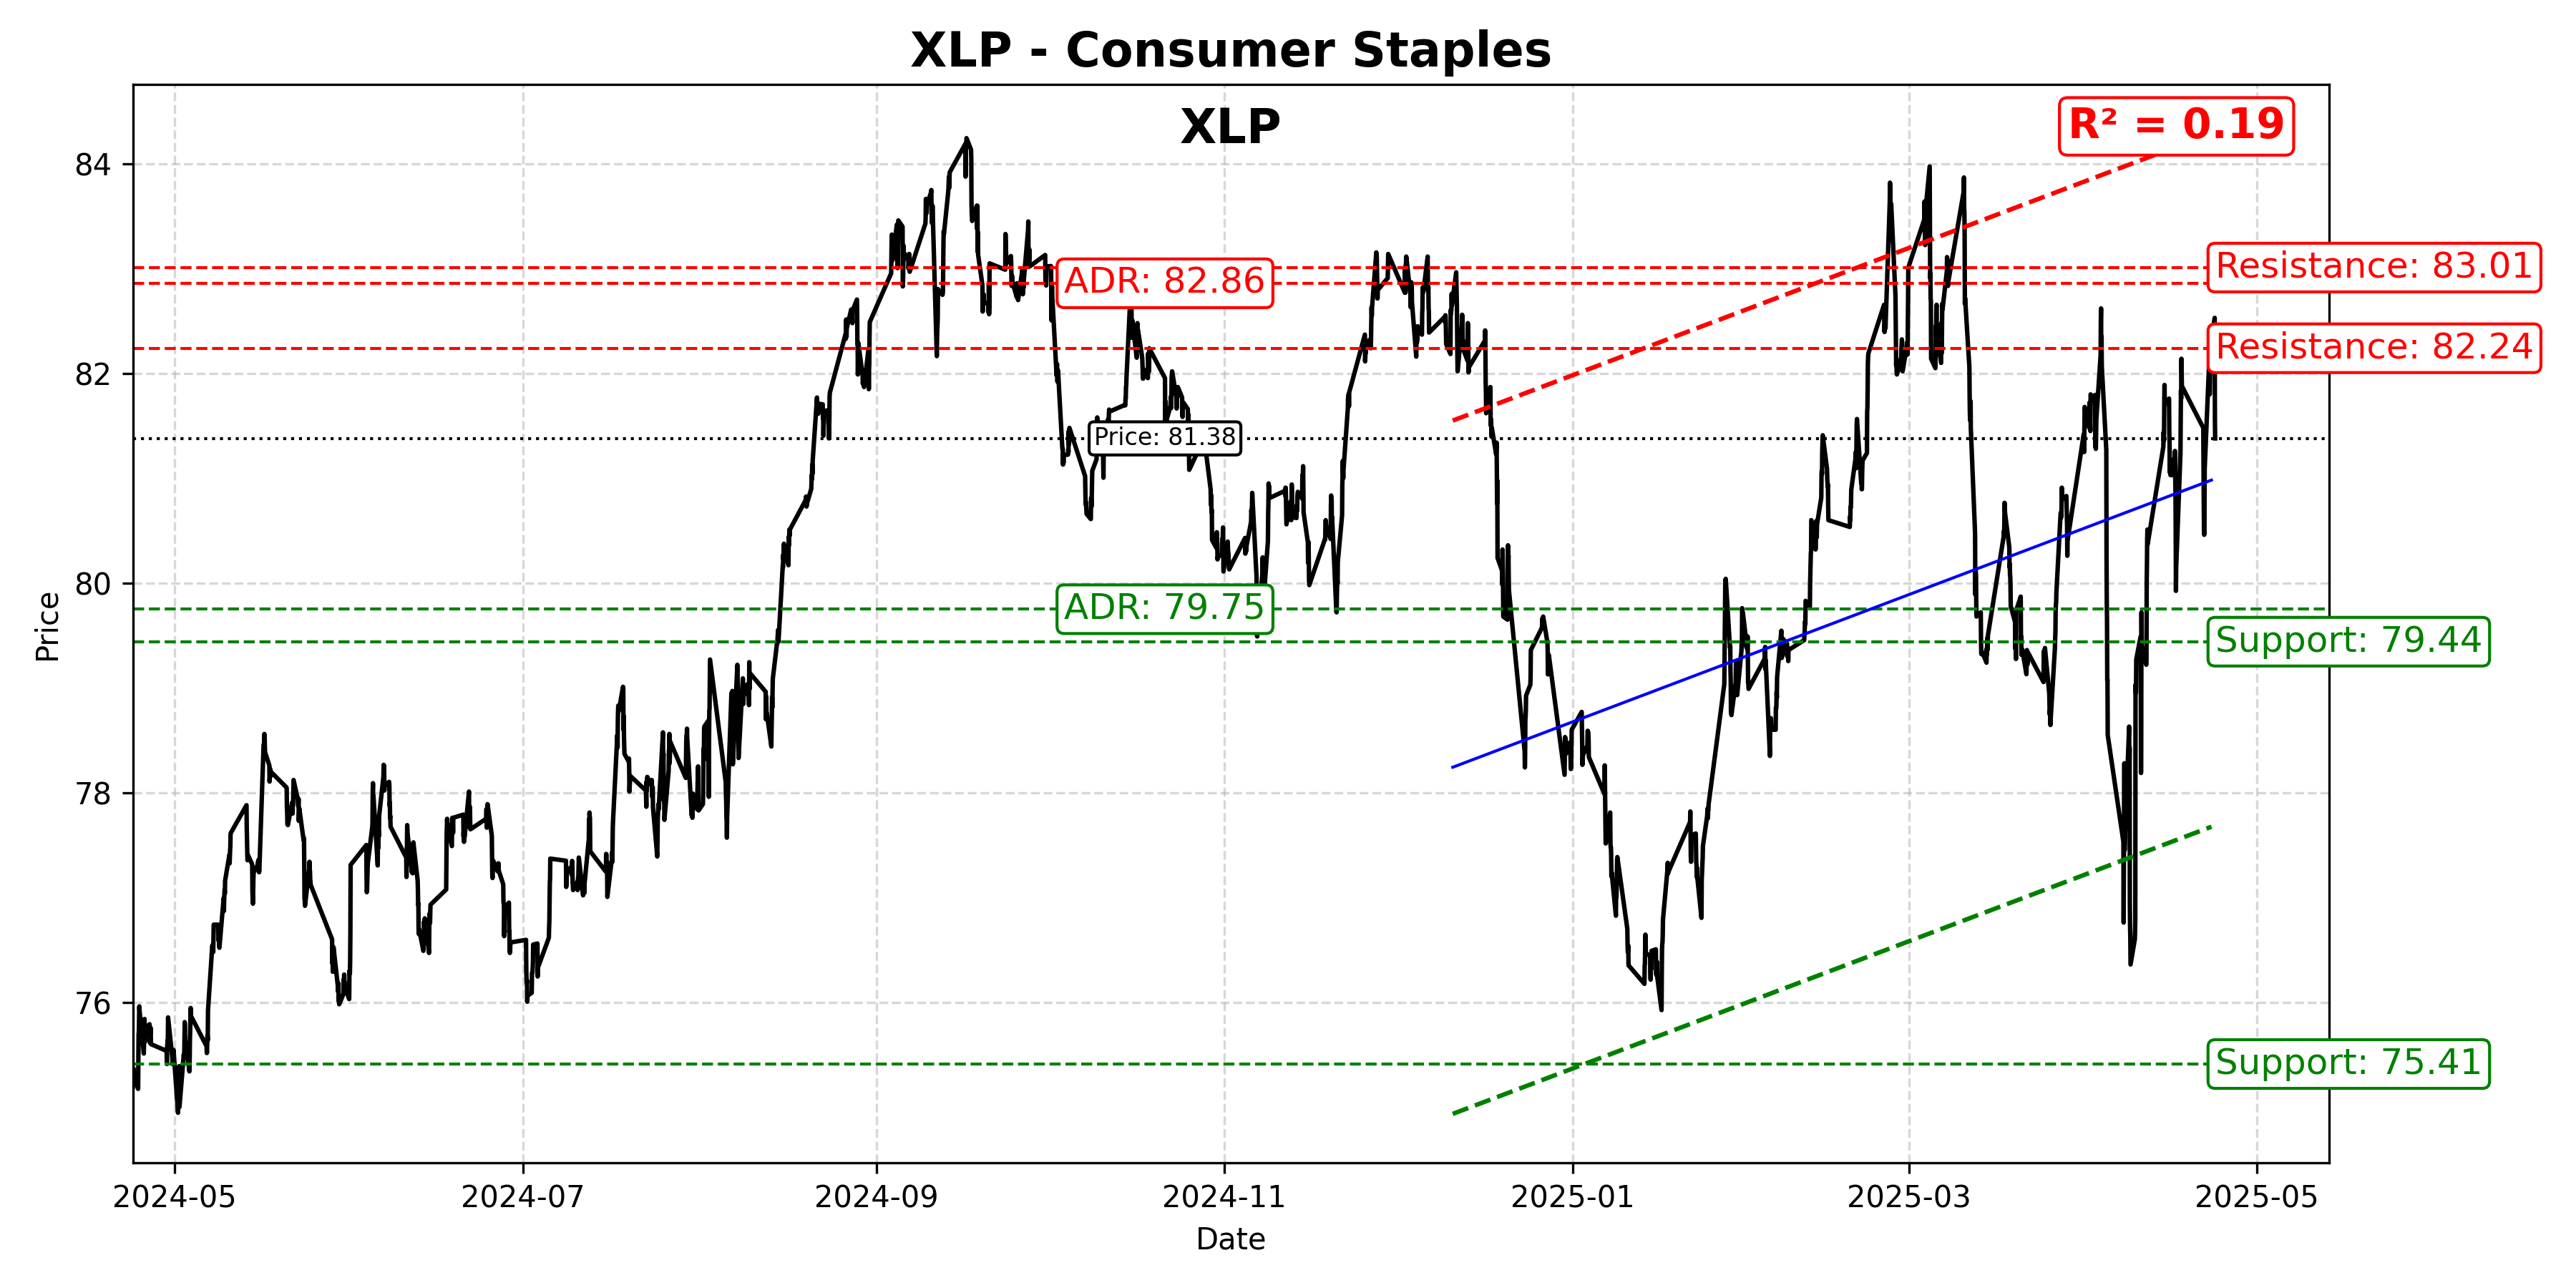 XLP - Consumer Staples
XLP
R² = 0.19
84
Resistance: 83.01
ADR: 82.86
Resistance: 82.24
82
Price: 81.38
80
ADR: 79.75
Support: 79.44
78
76
Support: 75.41
Price
2024-05
2024-07
2024-09
2024-11
2025-01
2025-03
2025-05
Date